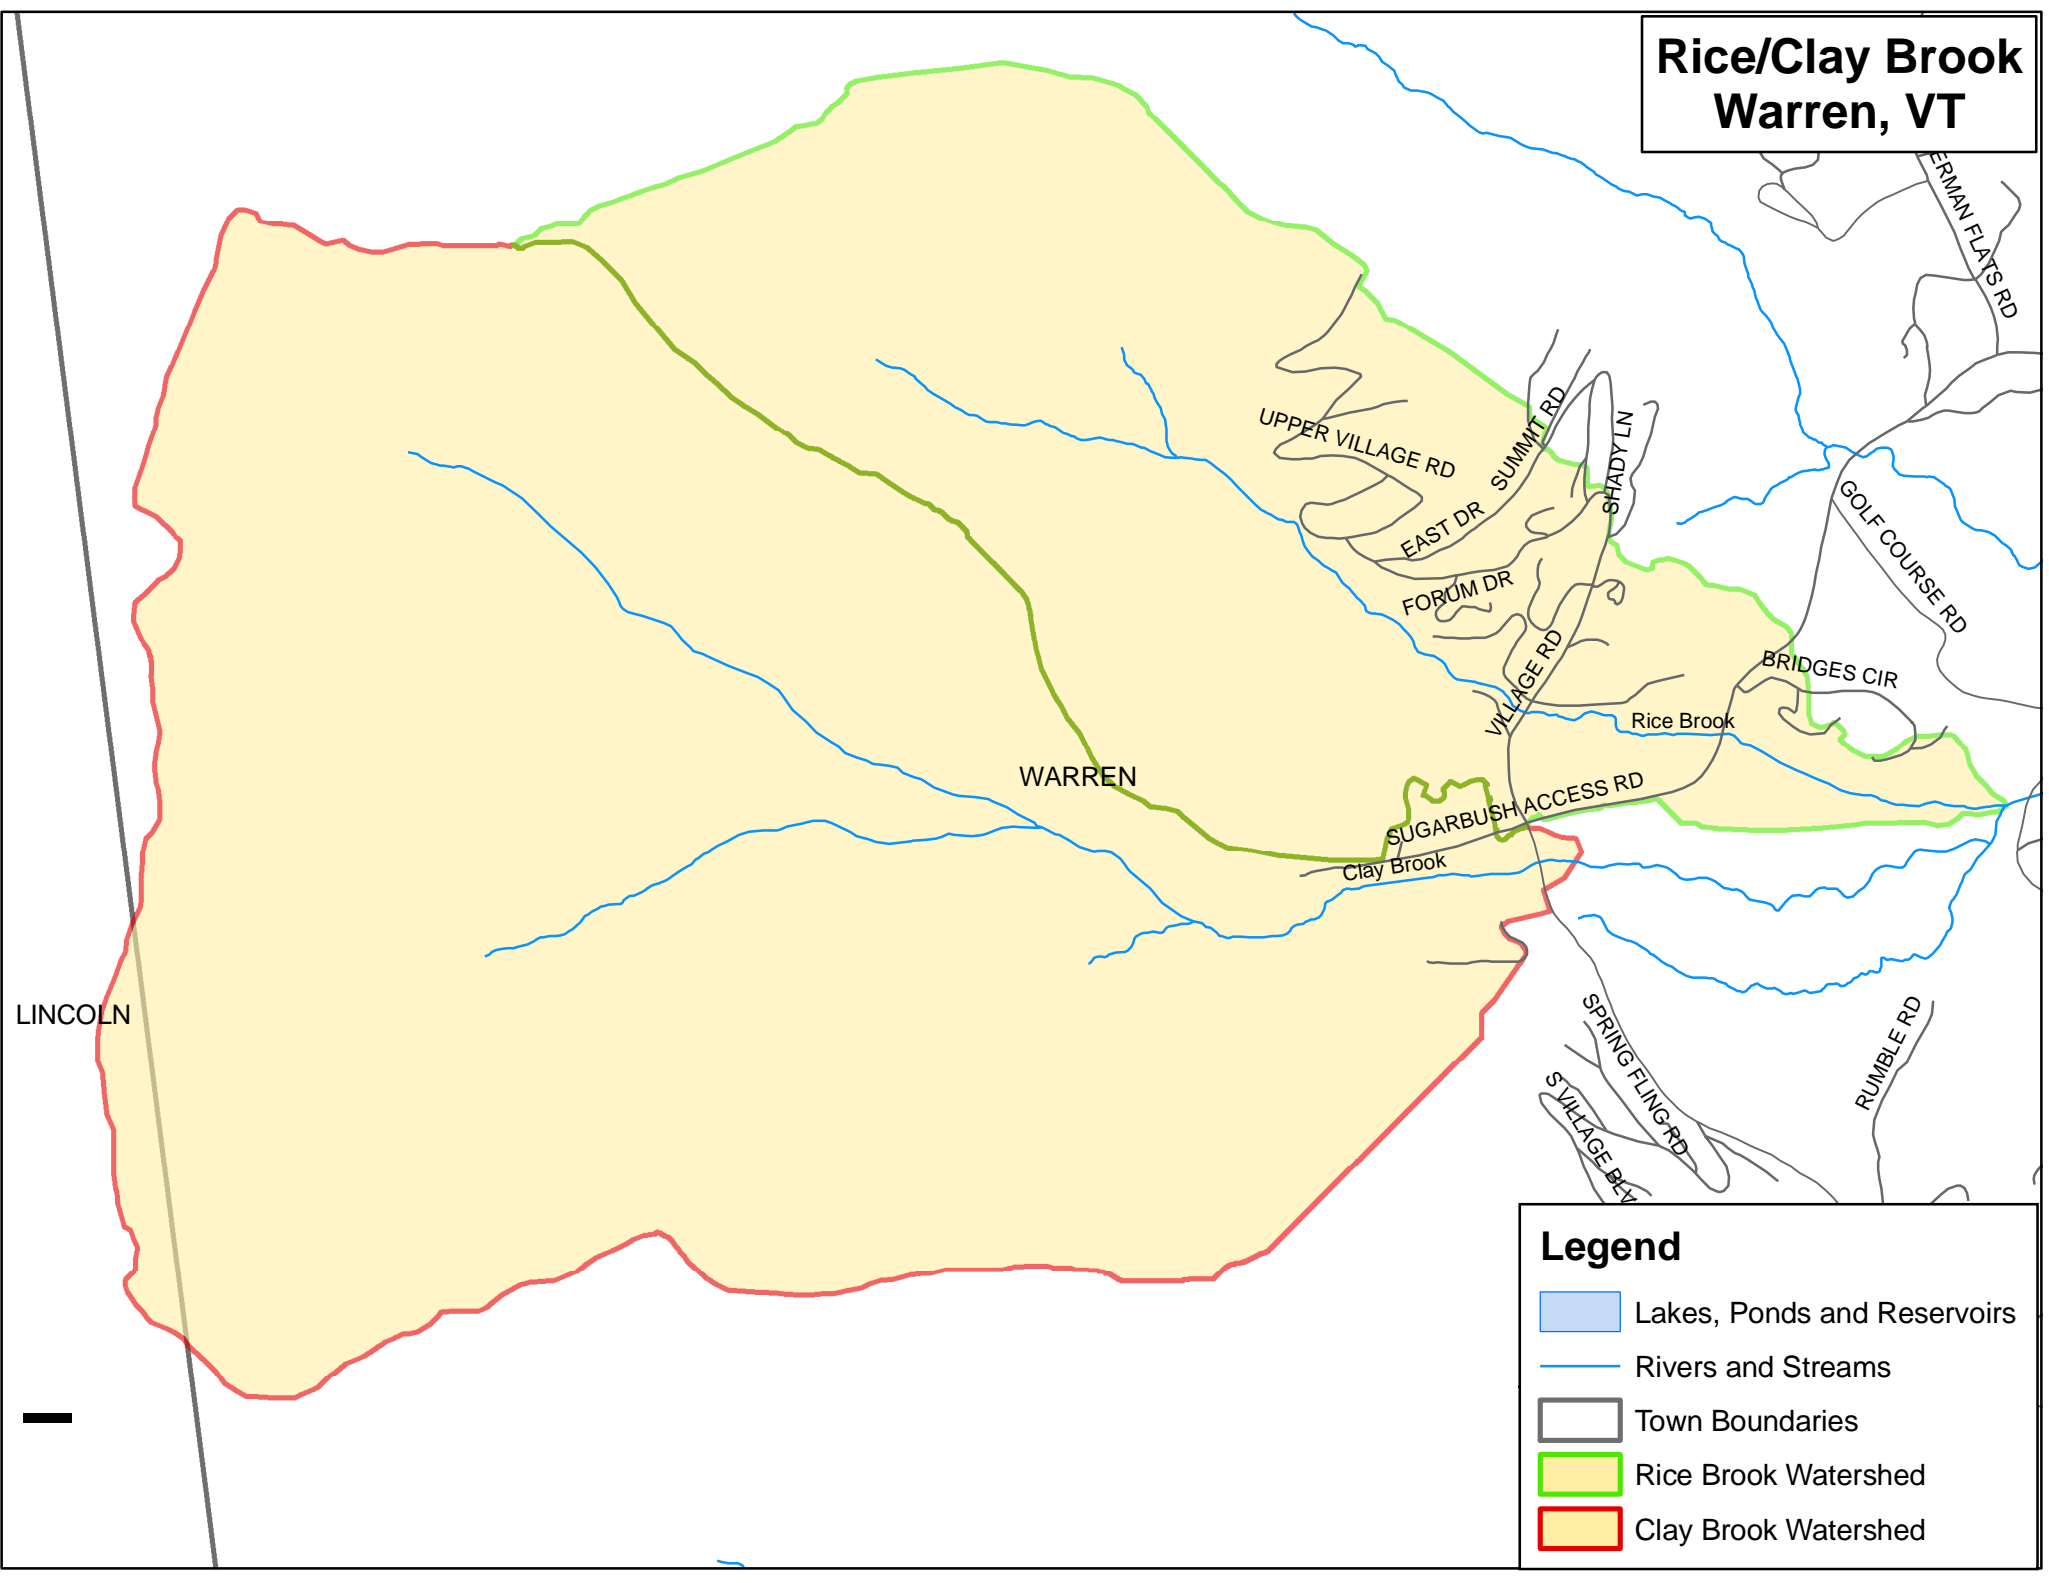 Rice/Clay Brook
Warren, VT
ERMAN FLATS RD
UPPER VILLAGE RD
SUMMIT RD
SHADY LN
EAST DR
GOLF COURSE RD
FORUM DR
VILLAGE RD
BRIDGES CIR
Rice Brook
WARREN
SUGARBUSH ACCESS RD
Clay Brook
LINCOLN
SPRING FLING RD
RUMBLE RD
S VILLAGE BLV
Legend
Lakes, Ponds and Reservoirs
Rivers and Streams
Town Boundaries
Rice Brook Watershed
Clay Brook Watershed